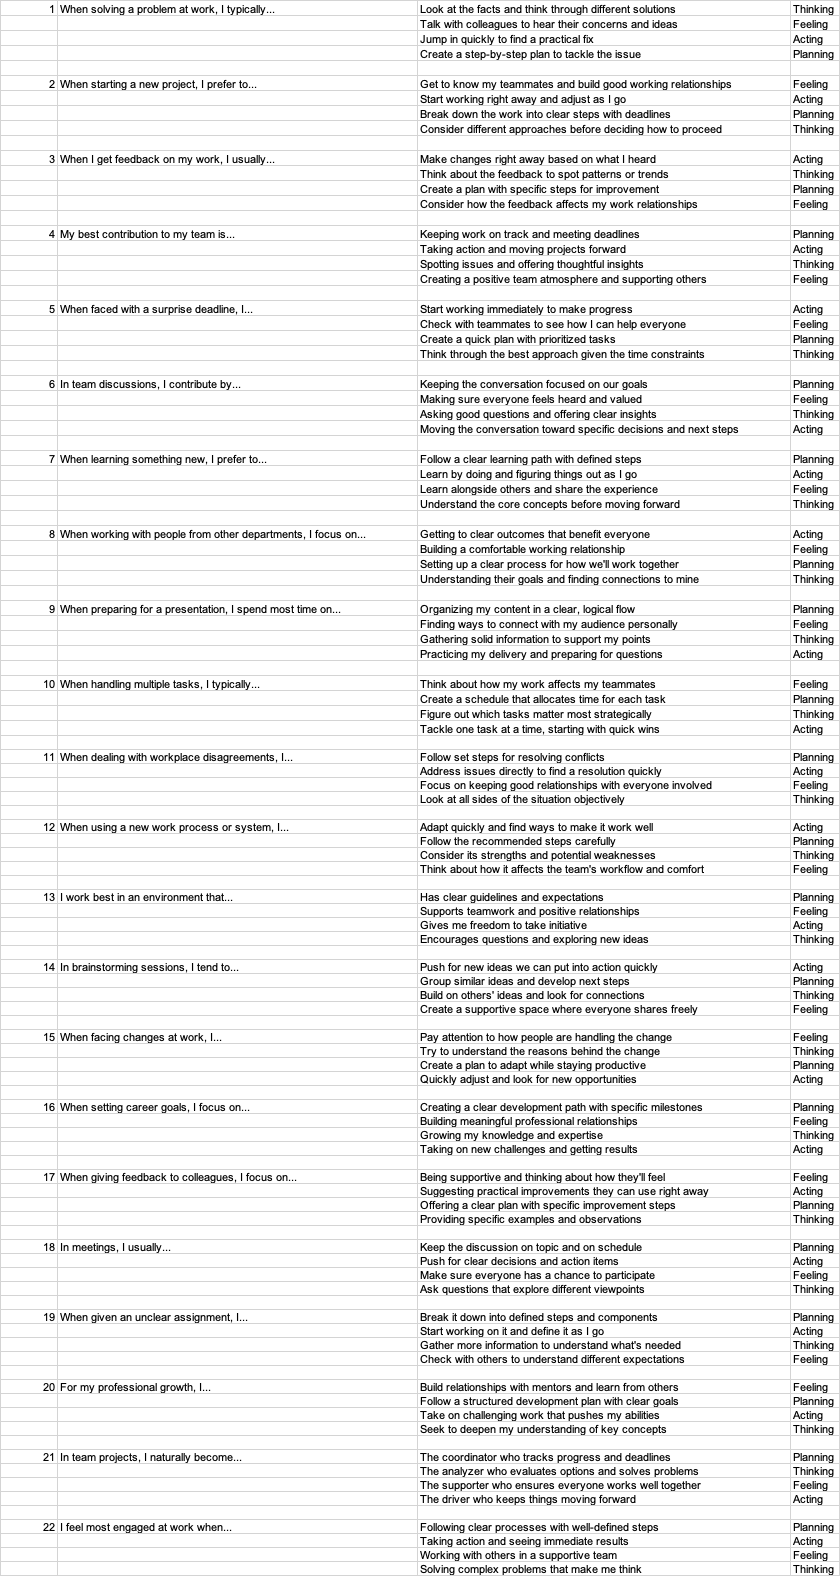 1 When solving a problem at work, I typically... Look at the facts and think through different solutions Thinking
Talk with colleagues to hear their concerns and ideas Feeling
Jump in quickly to find a practical fix Acting
Create a step-by-step plan to tackle the issue Planning
2 When starting a new project, I prefer to... Get to know my teammates and build good working relationships Feeling
Start working right away and adjust as I go Acting
Break down the work into clear steps with deadlines Planning
Consider different approaches before deciding how to proceed Thinking
3 When I get feedback on my work, I usually... Make changes right away based on what I heard Acting
Think about the feedback to spot patterns or trends Thinking
Create a plan with specific steps for improvement Planning
Consider how the feedback affects my work relationships Feeling
4 My best contribution to my team is... Keeping work on track and meeting deadlines Planning
Taking action and moving projects forward Acting
Spotting issues and offering thoughtful insights Thinking
Creating a positive team atmosphere and supporting others Feeling
5 When faced with a surprise deadline, I... Start working immediately to make progress Acting
Check with teammates to see how I can help everyone Feeling
Create a quick plan with prioritized tasks Planning
Think through the best approach given the time constraints Thinking
6 In team discussions, I contribute by... Keeping the conversation focused on our goals Planning
Making sure everyone feels heard and valued Feeling
Asking good questions and offering clear insights Thinking
Moving the conversation toward specific decisions and next steps Acting
7 When learning something new, I prefer to... Follow a clear learning path with defined steps Planning
Learn by doing and figuring things out as I go Acting
Learn alongside others and share the experience Feeling
Understand the core concepts before moving forward Thinking
8 When working with people from other departments, I focus on... Getting to clear outcomes that benefit everyone Acting
Building a comfortable working relationship Feeling
Setting up a clear process for how we'll work together Planning
Understanding their goals and finding connections to mine Thinking
9 When preparing for a presentation, I spend most time on... Organizing my content in a clear, logical flow Planning
Finding ways to connect with my audience personally Feeling
Gathering solid information to support my points Thinking
Practicing my delivery and preparing for questions Acting
10 When handling multiple tasks, I typically... Think about how my work affects my teammates Feeling
Create a schedule that allocates time for each task Planning
Figure out which tasks matter most strategically Thinking
Tackle one task at a time, starting with quick wins Acting
11 When dealing with workplace disagreements, I... Follow set steps for resolving conflicts Planning
Address issues directly to find a resolution quickly Acting
Focus on keeping good relationships with everyone involved Feeling
Look at all sides of the situation objectively Thinking
12 When using a new work process or system, I... Adapt quickly and find ways to make it work well Acting
Follow the recommended steps carefully Planning
Consider its strengths and potential weaknesses Thinking
Think about how it affects the team's workflow and comfort Feeling
13 I work best in an environment that... Has clear guidelines and expectations Planning
Supports teamwork and positive relationships Feeling
Gives me freedom to take initiative Acting
Encourages questions and exploring new ideas Thinking
14 In brainstorming sessions, I tend to... Push for new ideas we can put into action quickly Acting
Group similar ideas and develop next steps Planning
Build on others' ideas and look for connections Thinking
Create a supportive space where everyone shares freely Feeling
15 When facing changes at work, I... Pay attention to how people are handling the change Feeling
Try to understand the reasons behind the change Thinking
Create a plan to adapt while staying productive Planning
Quickly adjust and look for new opportunities Acting
16 When setting career goals, I focus on... Creating a clear development path with specific milestones Planning
Building meaningful professional relationships Feeling
Growing my knowledge and expertise Thinking
Taking on new challenges and getting results Acting
17 When giving feedback to colleagues, I focus on... Being supportive and thinking about how they'll feel Feeling
Suggesting practical improvements they can use right away Acting
Offering a clear plan with specific improvement steps Planning
Providing specific examples and observations Thinking
18 In meetings, I usually... Keep the discussion on topic and on schedule Planning
Push for clear decisions and action items Acting
Make sure everyone has a chance to participate Feeling
Ask questions that explore different viewpoints Thinking
19 When given an unclear assignment, I... Break it down into defined steps and components Planning
Start working on it and define it as I go Acting
Gather more information to understand what's needed Thinking
Check with others to understand different expectations Feeling
20 For my professional growth, I... Build relationships with mentors and learn from others Feeling
Follow a structured development plan with clear goals Planning
Take on challenging work that pushes my abilities Acting
Seek to deepen my understanding of key concepts Thinking
21 In team projects, I naturally become... The coordinator who tracks progress and deadlines Planning
The analyzer who evaluates options and solves problems Thinking
The supporter who ensures everyone works well together Feeling
The driver who keeps things moving forward Acting
22 I feel most engaged at work when... Following clear processes with well-defined steps Planning
Taking action and seeing immediate results Acting
Working with others in a supportive team Feeling
Solving complex problems that make me think Thinking